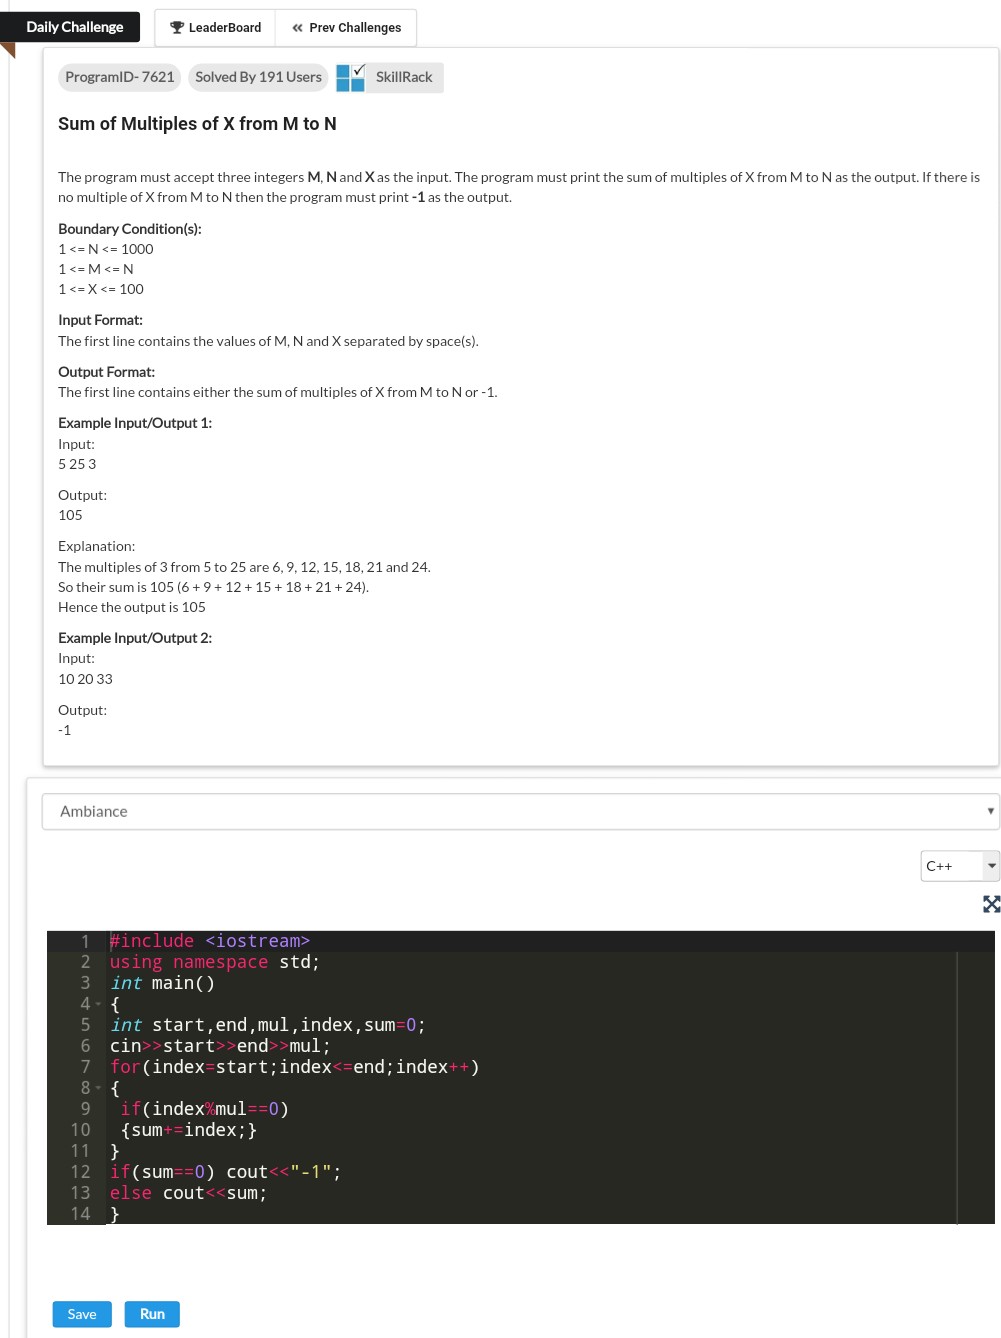 Daily Challenge
LeaderBoard
Prev Challenges
ProgramID- 7621
Solved By 191 Users
SkillRack
Sum of Multiples of X from M to N
The program must accept three integers M, N and X as the input. The program must print the sum of multiples of X from M to N as the output. If there is
no multiple of X from M to N then the program must print -1 as the output.
Boundary Condition(s):
1 <= N <= 1000
1 <= M <= N
1 <= X <= 100
Input Format:
The first line contains the values of M, N and X separated by space(s).
Output Format:
The first line contains either the sum of multiples of X from M to N or -1.
Example Input/Output 1:
Input:
5 25 3
Output:
105
Explanation:
The multiples of 3 from 5 to 25 are 6, 9, 12, 15, 18, 21 and 24.
So their sum is 105 (6 + 9 + 12 + 15 + 18 + 21 + 24).
Hence the output is 105
Example Input/Output 2:
Input:
10 20 33
Output:
-1
Ambiance
C++
1 #include <iostream>
2 using namespace std;
3 int main()
4 {
5 int start,end,mul,index,sum=0;
6 cin>>start>>end>>mul;
7 for(index=start;index<=end;index++)
8 {
9 if(index%mul==0)
10 {sum+=index;}
11 }
12 if(sum==0) cout<<"-1";
13 else cout<<sum;
14 }
Save
Run